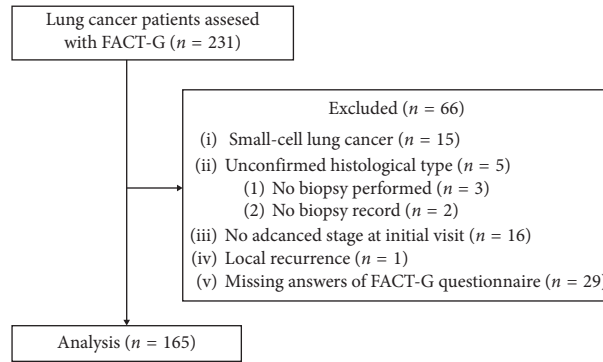 Lung cancer patients assesed
with FACT-G (n = 231)
Excluded (n = 66)
(i) Small-cell lung cancer (n = 15)
(ii) Unconfirmed histological type (n = 5)
(1) No biopsy performed (n = 3)
(2) No biopsy record (n = 2)
(iii) No adcanced stage at initial visit (n = 16)
(iv) Local recurrence (n = 1)
(v) Missing answers of FACT-G questionnaire (n = 29)
Analysis (n = 165)